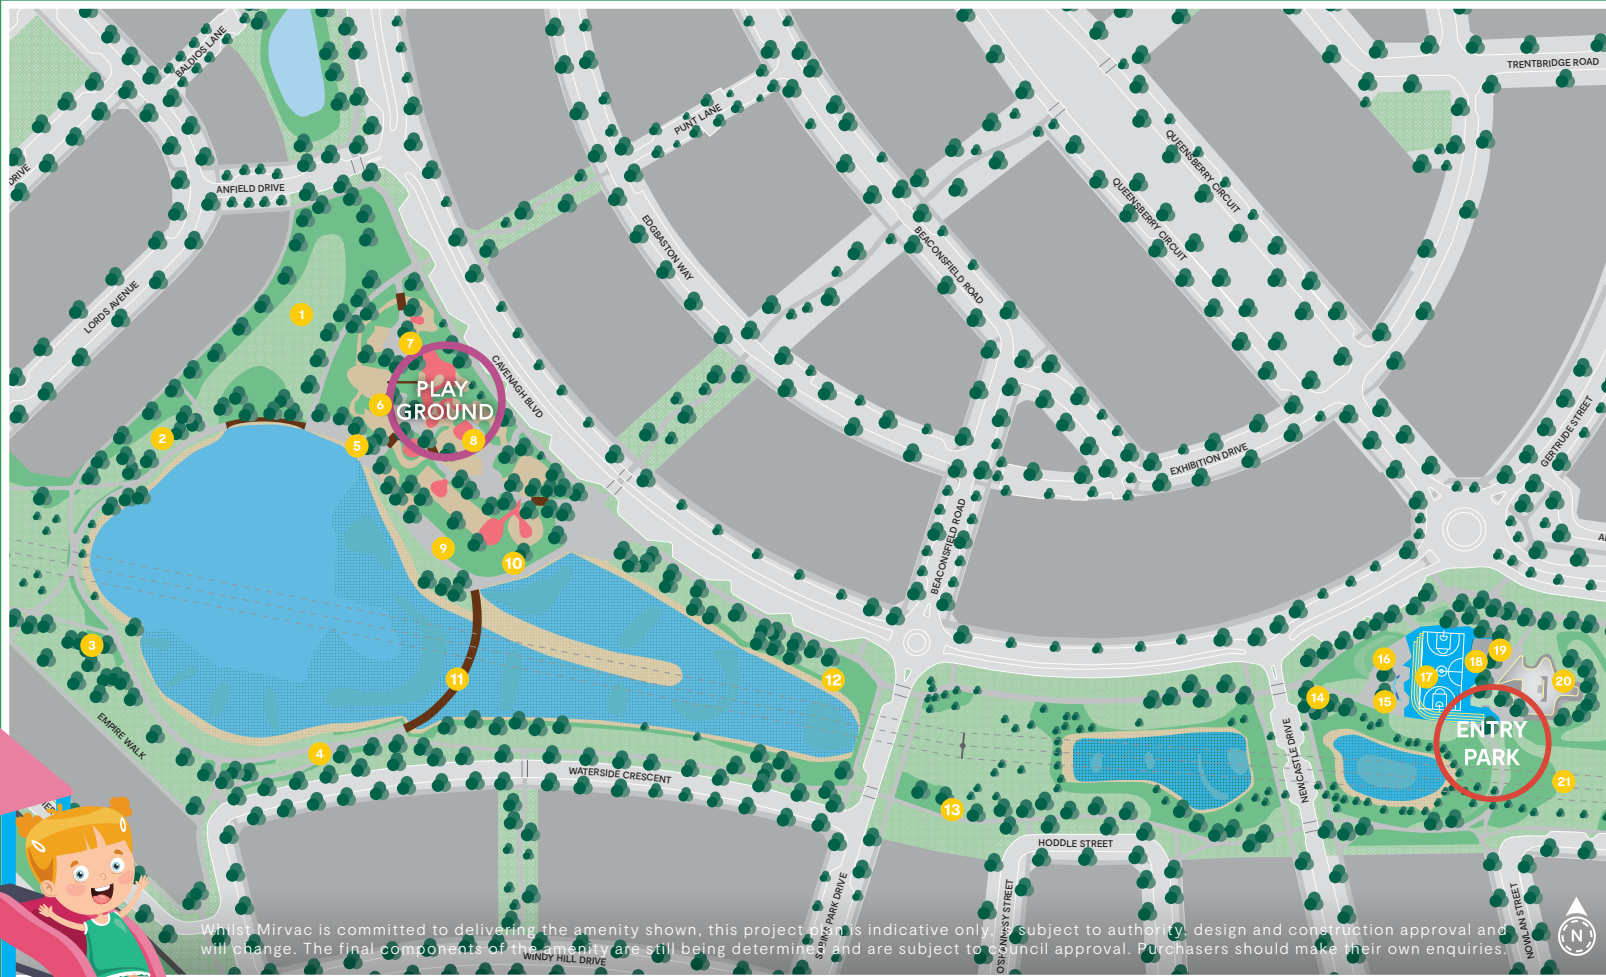 BALDIOS LANE
TRENTBRIDGE ROAD
PUNT LANE
DRIVE
ANFIELD DRIVE
QUEENSBERRY CIRCUIT
QUEENSBERRY CIRCUIT
EDGBASTON WAY
BEACONSFIELD ROAD
LORDS AVENUE
1
7
CAVENAGH BLVD
PLAY
GROUND
6
8
2
5
GERTRUDE STREET
EXHIBITION DRIVE
BEACONSFIELD ROAD
9
10
3
11
12
16
19
18
17
20
14
15
ENTRY
PARK
EMPIRE WALK
4
WATERSIDE CRESCENT
NEWCASTLE DRIVE
13
21
HODDLE STREET
SABINA PARK DRIVE
OSHANNASSY STREET
NOWLAN STREET
Whilst Mirvac is committed to delivering the amenity shown, this project plan is indicative only, is subject to authority, design and construction approval and
will change. The final components of the amenity are still being determined and are subject to council approval. Purchasers should make their own enquiries.
WINDY HILL DRIVE
N